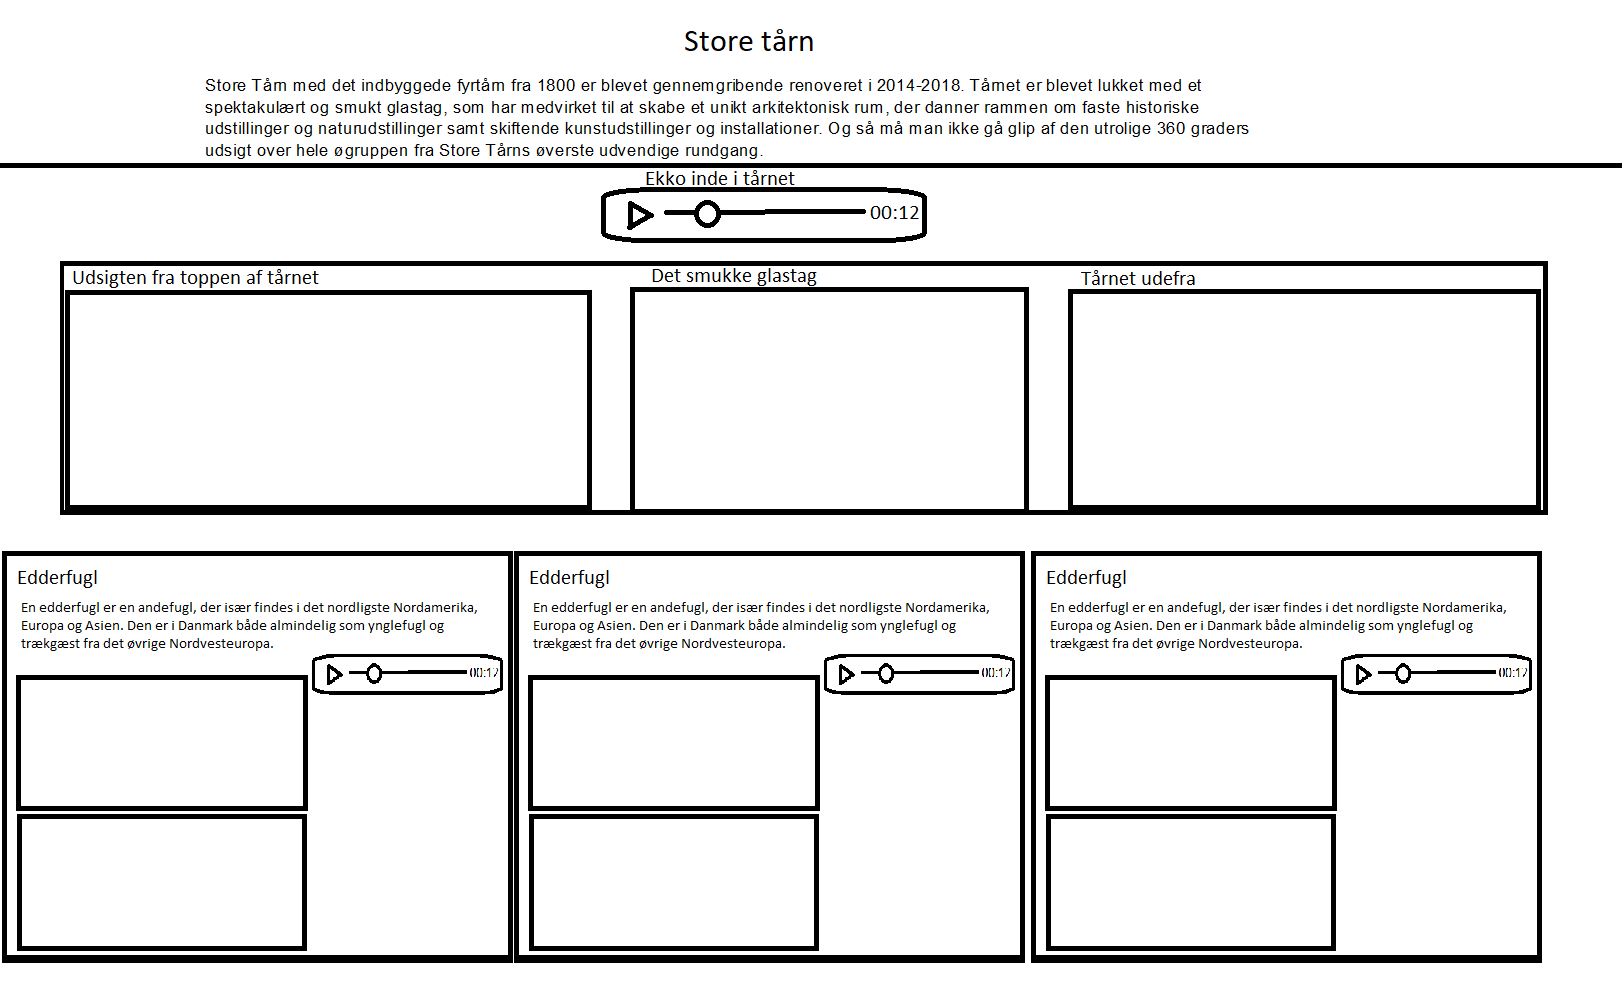 Store tårn
Store Tårn med det indbyggede fyrtårn fra 1800 er blevet gennemgribende renoveret i 2014-2018. Tårnet er blevet lukket med et
spektakulært og smukt glastag, som har medvirket til at skabe et unikt arkitektonisk rum, der danner rammen om faste historiske
udstillinger og naturudstillinger samt skiftende kunstudstillinger og installationer. Og så må man ikke gå glip af den utrolige 360 graders
udsigt over hele øgruppen fra Store Tårns øverste udvendige rundgang.
Ekko inde i tårnet
00:12
Udsigten fra toppen af tårnet
Det smukke glastag
Tårnet udefra
Edderfugl
En edderfugl er en andefugl, der især findes i det nordligste Nordamerika,
Europa og Asien. Den er i Danmark både almindelig som ynglefugl og
trækgæst fra det øvrige Nordvesteuropa.
00:12
Edderfugl
En edderfugl er en andefugl, der især findes i det nordligste Nordamerika,
Europa og Asien. Den er i Danmark både almindelig som ynglefugl og
trækgæst fra det øvrige Nordvesteuropa.
00:12
Edderfugl
En edderfugl er en andefugl, der især findes i det nordligste Nordamerika,
Europa og Asien. Den er i Danmark både almindelig som ynglefugl og
trækgæst fra det øvrige Nordvesteuropa.
00:12